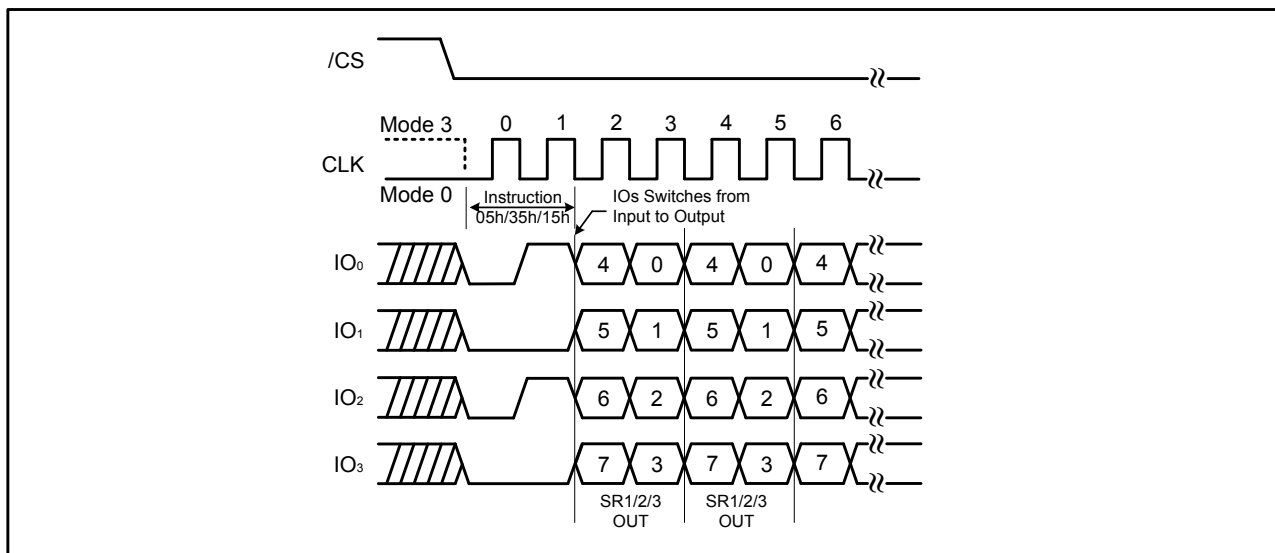 /CS
Mode 3 0 1 2 3 4 5 6
CLK
Mode 0
Instruction
05h/35h/15h
IOs Switches from
Input to Output
IO₀ 4 0 4 0 4
IO₁ 5 1 5 1 5
IO₂ 6 2 6 2 6
IO₃ 7 3 7 3 7
SR1/2/3
OUT
SR1/2/3
OUT